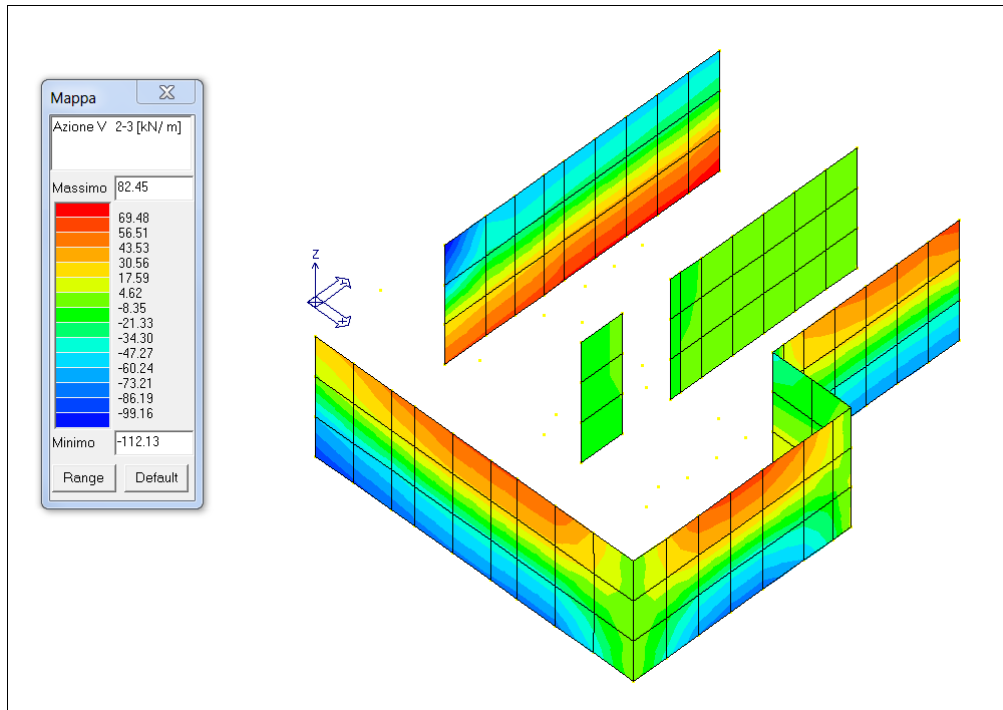 Mappa
Azione V 2-3 [kN/ m]
Massimo 82.45
69.48
56.51
43.53
30.56
17.59
4.62
-8.35
-21.33
-34.30
-47.27
-60.24
-73.21
-86.19
-99.16
Minimo -112.13
Range Default
Z